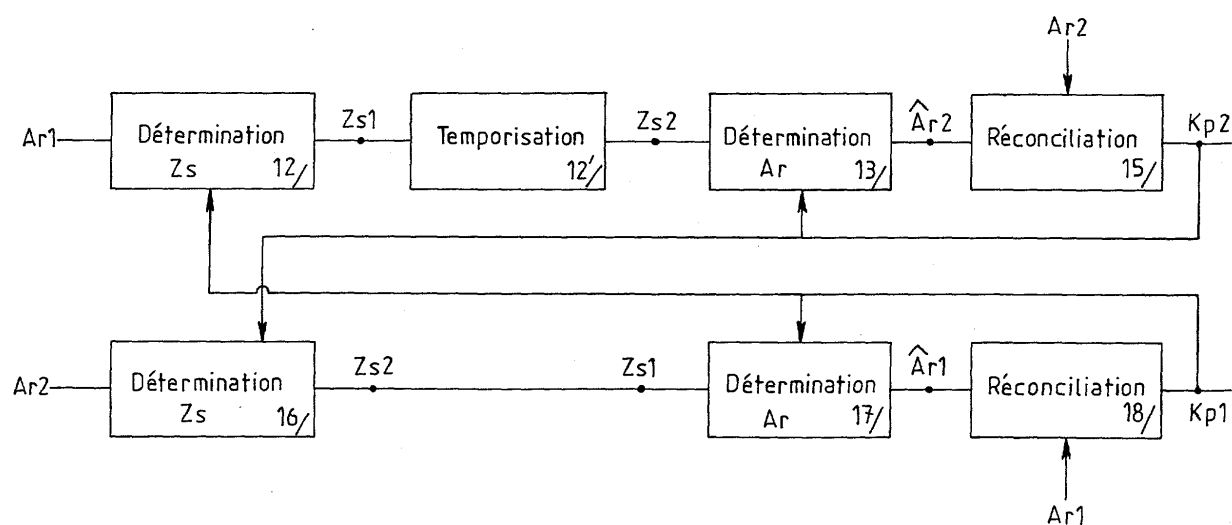 Ar2
Ar1
Détermination
Zs
12/
Zs1
Temporisation
12'/
Zs2
Détermination
Ar
13/
Âr2
Réconciliation
15/
Kp2
Ar2
Détermination
Zs
16/
Zs2
Zs1
Détermination
Ar
17/
Âr1
Réconciliation
18/
Kp1
Ar1